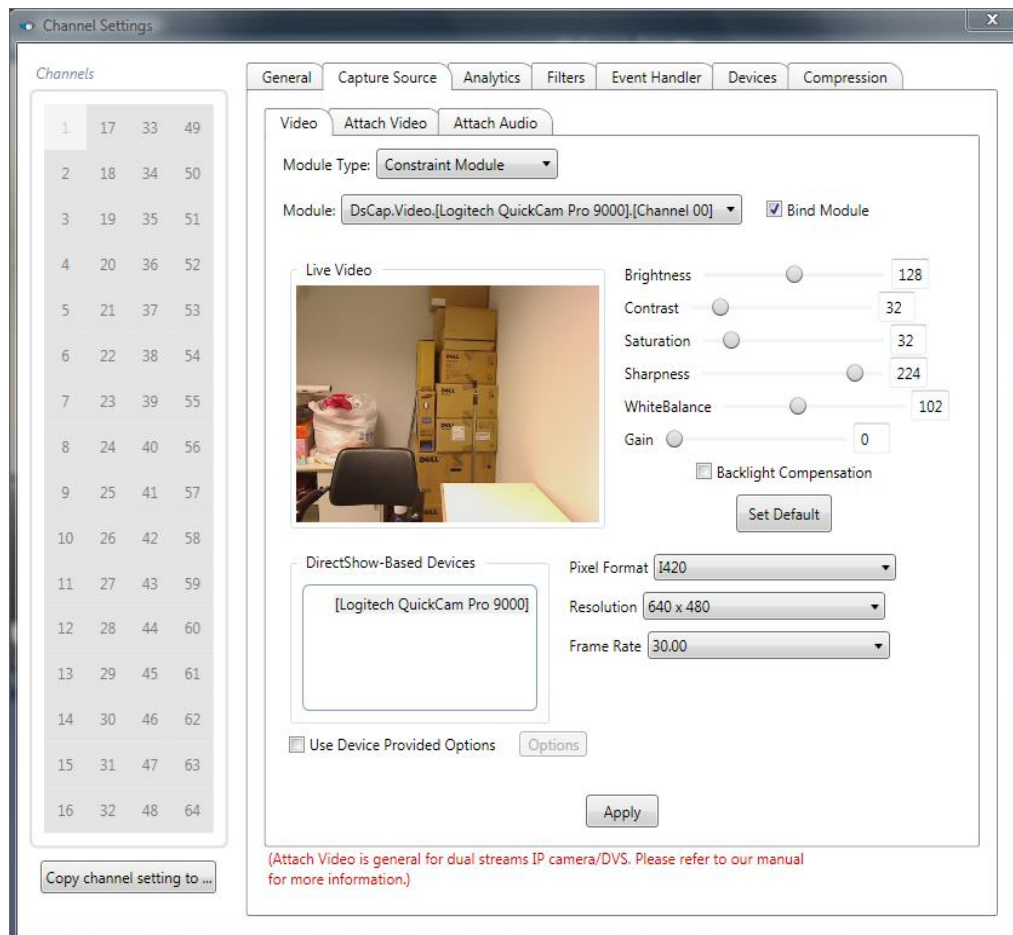 Channel Settings
X
Channels
1 17 33 49
2 18 34 50
3 19 35 51
4 20 36 52
5 21 37 53
6 22 38 54
7 23 39 55
8 24 40 56
9 25 41 57
10 26 42 58
11 27 43 59
12 28 44 60
13 29 45 61
14 30 46 62
15 31 47 63
16 32 48 64
Copy channel setting to ...
General Capture Source Analytics Filters Event Handler Devices Compression
Video Attach Video Attach Audio
Module Type: Constraint Module
Module: DsCap.Video.[Logitech QuickCam Pro 9000].[Channel 00] Bind Module
Live Video
DELL
DELL
DELL
Brightness 128
Contrast 32
Saturation 32
Sharpness 224
WhiteBalance 102
Gain 0
Backlight Compensation
Set Default
DirectShow-Based Devices
[Logitech QuickCam Pro 9000]
Pixel Format I420
Resolution 640 x 480
Frame Rate 30.00
Use Device Provided Options Options
Apply
(Attach Video is general for dual streams IP camera/DVS. Please refer to our manual
for more information.)